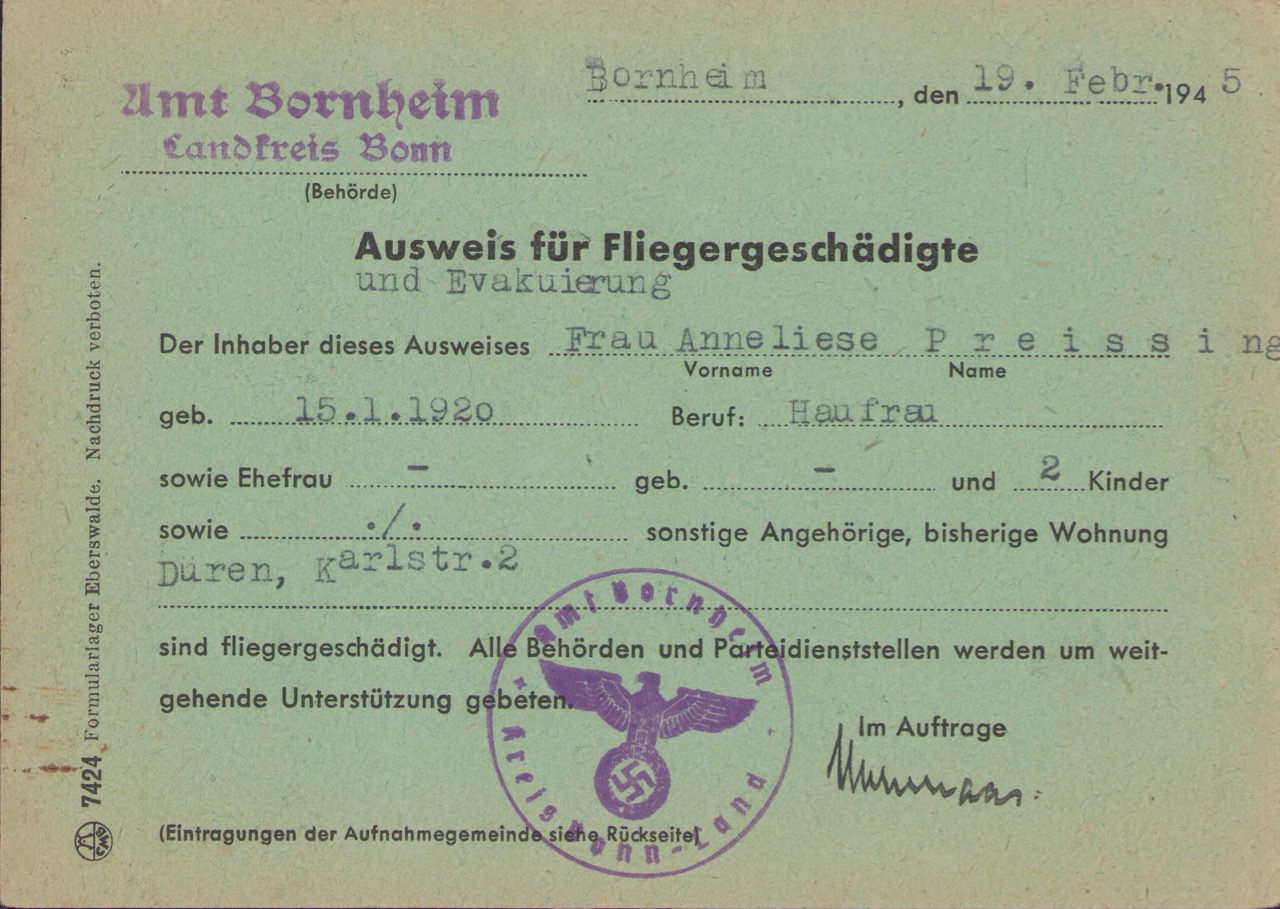 Bornheim, den 19. Febr. 1945
Amt Bornheim
Landkreis Bonn
(Behörde)
Ausweis für Fliegergeschädigte
und Evakuierung
Der Inhaber dieses Ausweises Frau Anneliese Preissing
Vorname Name
geb. 15.1.1920 Beruf: Haufrau
sowie Ehefrau – geb. – und 2 Kinder
sowie ./. sonstige Angehörige, bisherige Wohnung
Düren, Karlstr.2
sind fliegergeschädigt. Alle Behörden und Parteidienststellen werden um weit-
gehende Unterstützung gebeten.
Im Auftrage
(Eintragungen der Aufnahmegemeinde siehe Rückseite)
Amt Bornheim
Kreis Bonn-Land
7424 Formularlager Eberswalde. Nachdruck verboten.